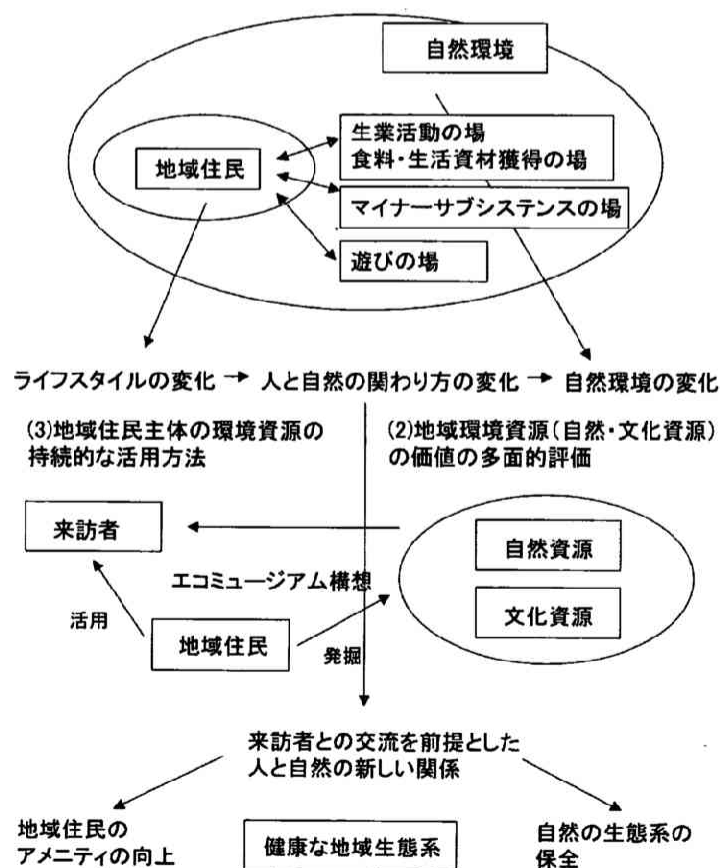 自然環境
生業活動の場
食料・生活資材獲得の場
地域住民
マイナーサブシステンスの場
遊びの場
ライフスタイルの変化 → 人と自然の関わり方の変化 → 自然環境の変化
(3)地域住民主体の環境資源の
持続的な活用方法
(2)地域環境資源(自然・文化資源)
の価値の多面的評価
来訪者
自然資源
エコミュージアム構想
文化資源
活用
地域住民
発掘
来訪者との交流を前提とした
人と自然の新しい関係
地域住民の
アメニティの向上
健康な地域生態系
自然の生態系の
保全